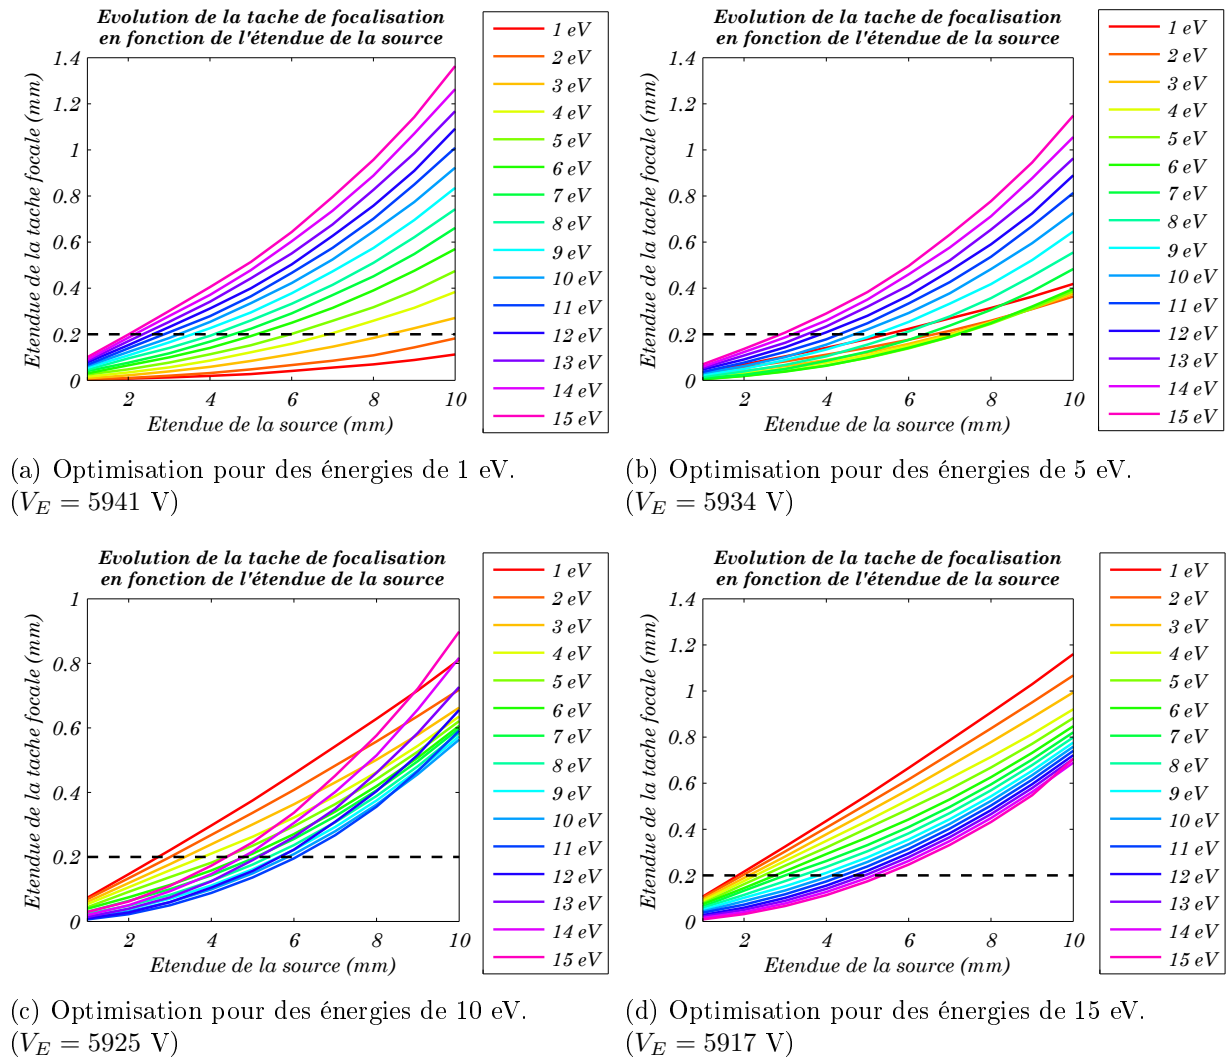 Evolution de la tache de focalisation
en fonction de l'étendue de la source
Etendue de la tache focale (mm)
1.4
1.2
1
0.8
0.6
0.4
0.2
0
2
4
6
8
10
Etendue de la source (mm)
1 eV
2 eV
3 eV
4 eV
5 eV
6 eV
7 eV
8 eV
9 eV
10 eV
11 eV
12 eV
13 eV
14 eV
15 eV
(a) Optimisation pour des énergies de 1 eV.
(V_E = 5941 V)
Evolution de la tache de focalisation
en fonction de l'étendue de la source
Etendue de la tache focale (mm)
1.4
1.2
1
0.8
0.6
0.4
0.2
0
2
4
6
8
10
Etendue de la source (mm)
1 eV
2 eV
3 eV
4 eV
5 eV
6 eV
7 eV
8 eV
9 eV
10 eV
11 eV
12 eV
13 eV
14 eV
15 eV
(b) Optimisation pour des énergies de 5 eV.
(V_E = 5934 V)
Evolution de la tache de focalisation
en fonction de l'étendue de la source
Etendue de la tache focale (mm)
1
0.8
0.6
0.4
0.2
0
2
4
6
8
10
Etendue de la source (mm)
1 eV
2 eV
3 eV
4 eV
5 eV
6 eV
7 eV
8 eV
9 eV
10 eV
11 eV
12 eV
13 eV
14 eV
15 eV
(c) Optimisation pour des énergies de 10 eV.
(V_E = 5925 V)
Evolution de la tache de focalisation
en fonction de l'étendue de la source
Etendue de la tache focale (mm)
1.4
1.2
1
0.8
0.6
0.4
0.2
0
2
4
6
8
10
Etendue de la source (mm)
1 eV
2 eV
3 eV
4 eV
5 eV
6 eV
7 eV
8 eV
9 eV
10 eV
11 eV
12 eV
13 eV
14 eV
15 eV
(d) Optimisation pour des énergies de 15 eV.
(V_E = 5917 V)